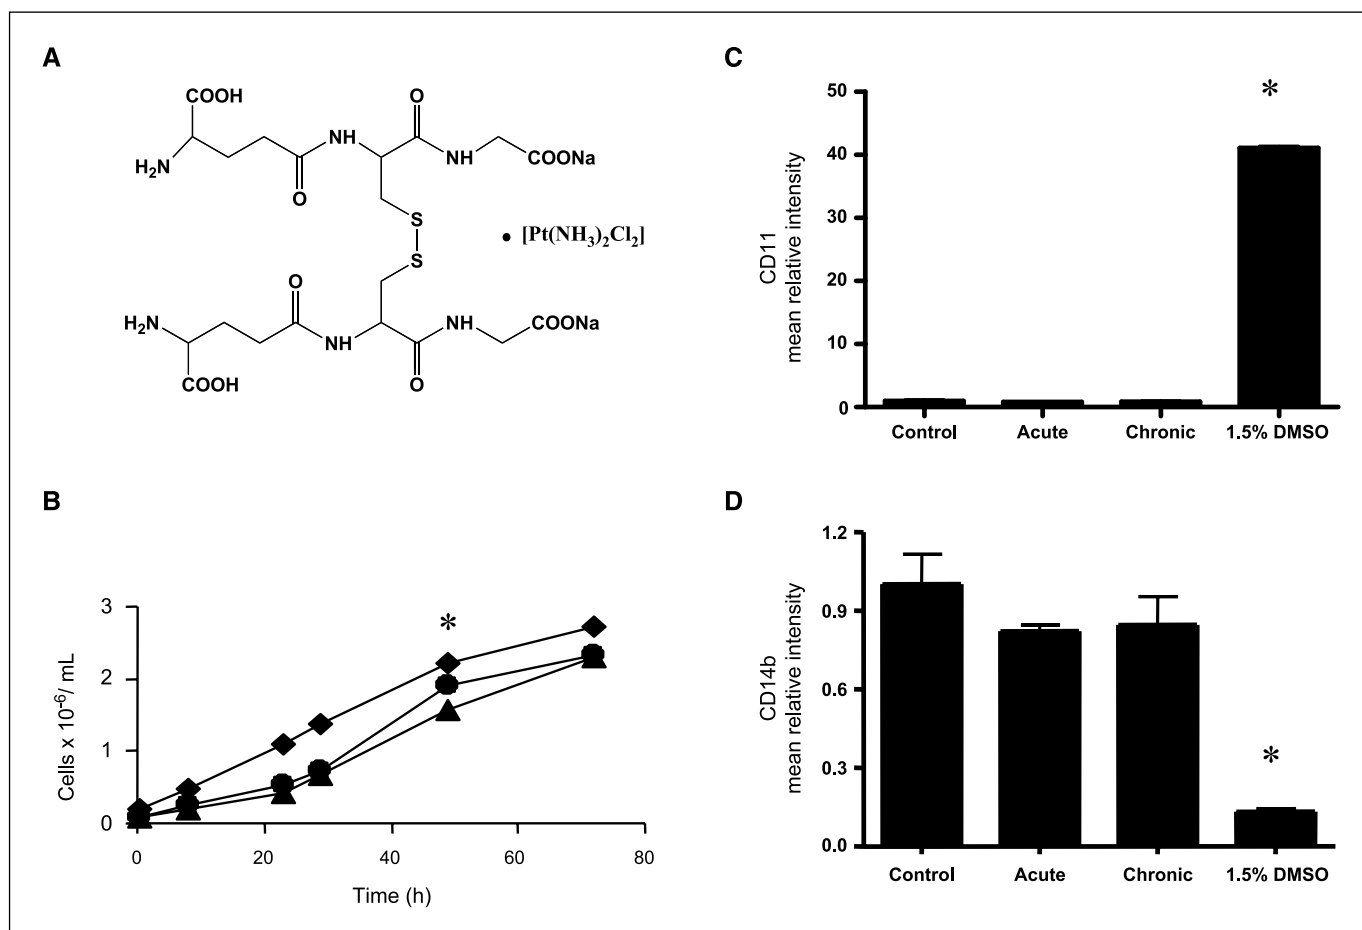 A
COOH
O
NH
H₂N
NH
COONa
O
S
• [Pt(NH₃)₂Cl₂]
S
O
H₂N
NH
COONa
NH
COOH
O
B
Cells x 10⁻⁶/ mL
3
*
2
1
0
0 20 40 60 80
Time (h)
C
CD11
mean relative intensity
50
*
40
30
20
10
0
Control Acute Chronic 1.5% DMSO
D
CD14b
mean relative intensity
1.2
0.9
0.6
*
0.3
0.0
Control Acute Chronic 1.5% DMSO